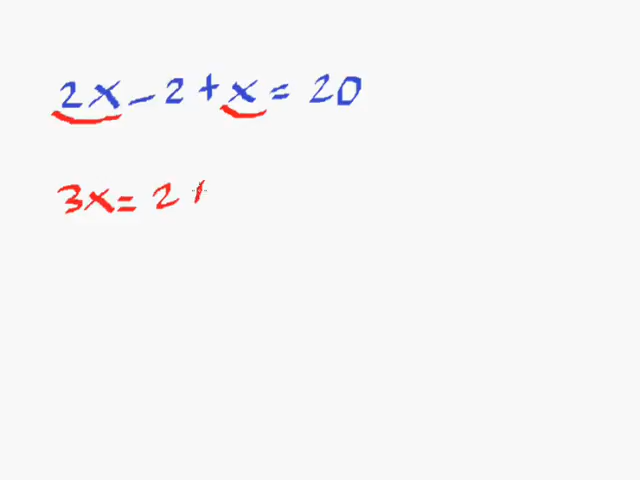 2x - 2 + x = 20
3x = 2